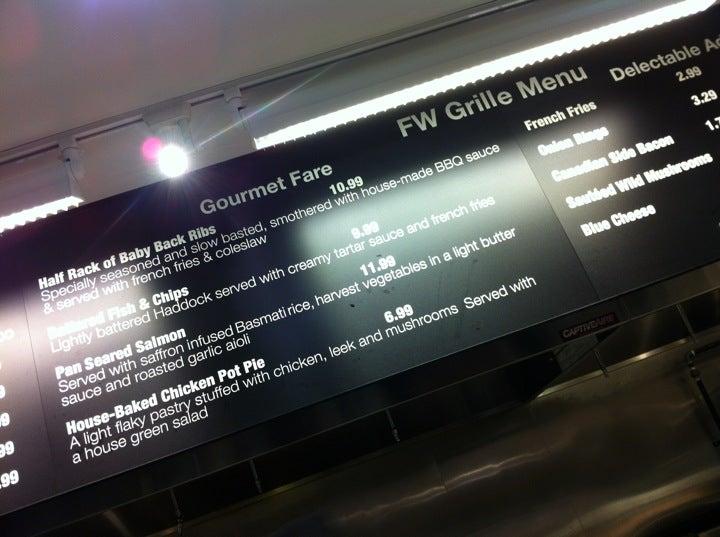 FW Grille Menu
Gourmet Fare
Half Rack of Baby Back Ribs 10.99
Specially seasoned and slow basted, smothered with house-made BBQ sauce
& served with french fries & coleslaw
Battered Fish & Chips 9.99
Lightly battered Haddock served with creamy tartar sauce and french fries
Pan Seared Salmon 11.99
Served with saffron infused Basmati rice, harvest vegetables in a light butter
sauce and roasted garlic aioli
House-Baked Chicken Pot Pie 6.99
A light flaky pastry stuffed with chicken, leek and mushrooms Served with
a house green salad
Delectable
French Fries 2.99
Onion Rings 3.29
Canadian Side Bacon
Sautéed Wild Mushrooms
Blue Cheese
CAPTIVEAIRE